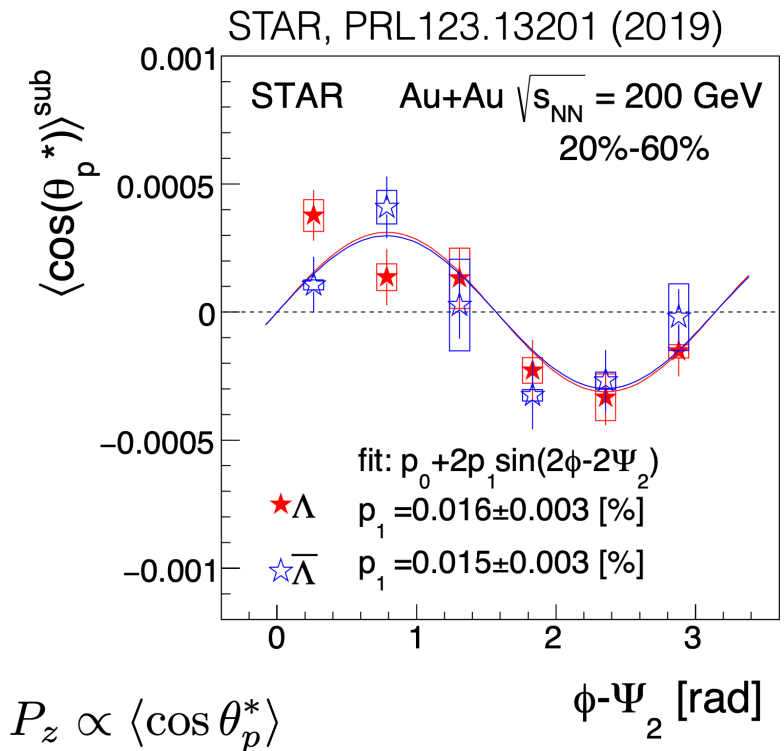 STAR, PRL123.13201 (2019)
⟨cos(θ_p*)⟩^sub
0.001
0.0005
0
−0.0005
−0.001
STAR Au+Au √s_NN = 200 GeV
20%-60%
fit: p_0+2p_1sin(2ϕ-2Ψ_2)
Λ p_1 =0.016±0.003 [%]
Λ̅ p_1 =0.015±0.003 [%]
0 1 2 3
ϕ-Ψ_2 [rad]
P_z ∝ ⟨cos θ_p^*⟩